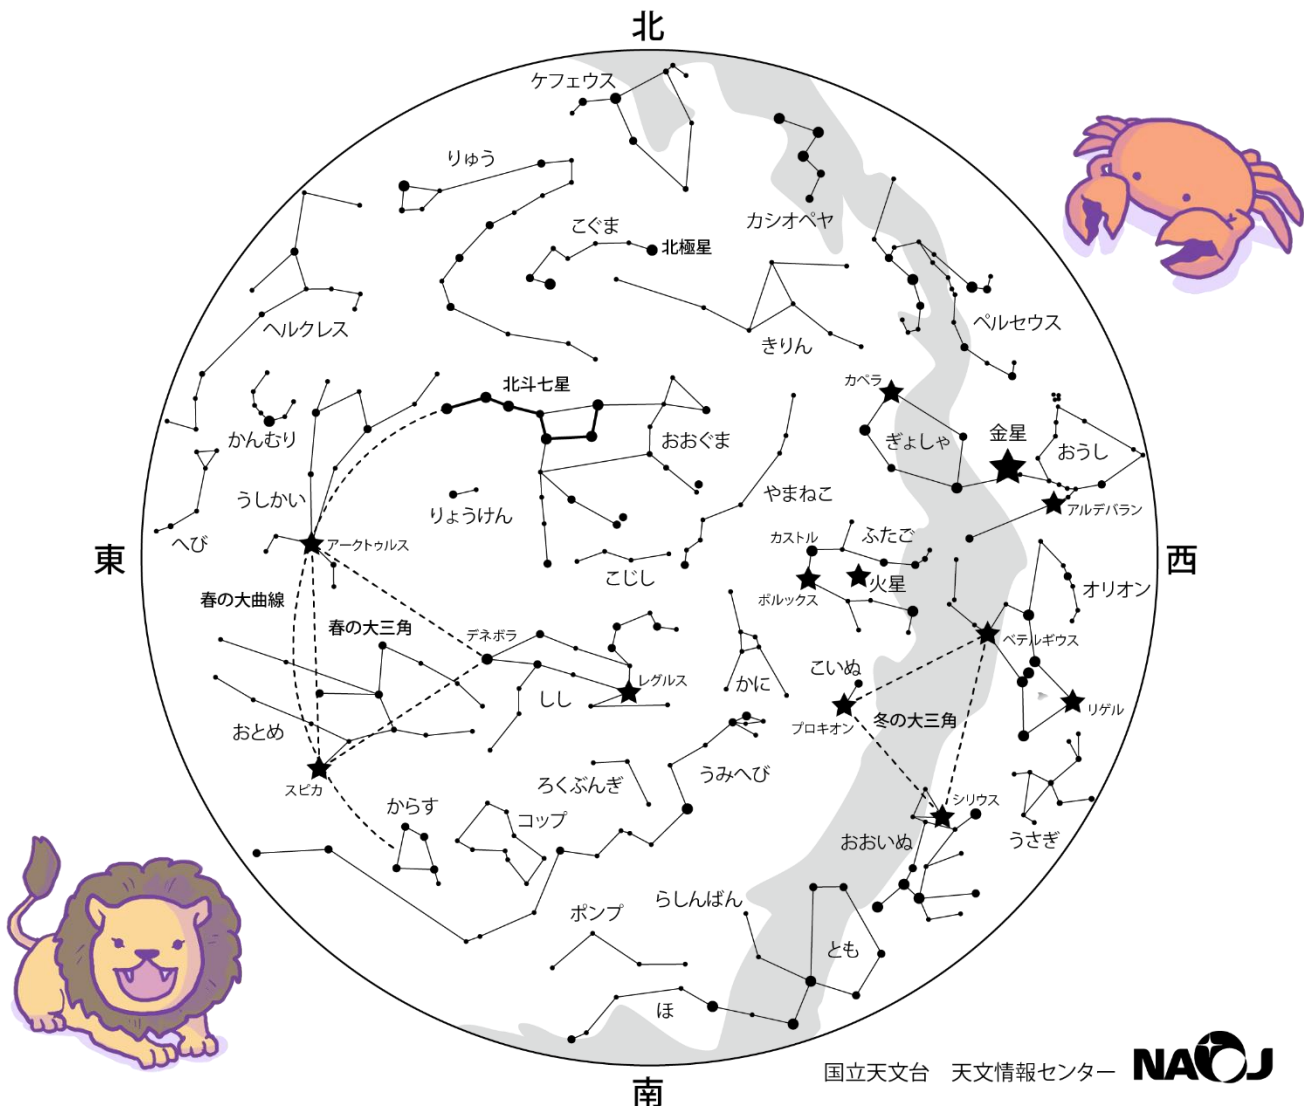 北
ケフェウス
りゅう
カシオペヤ
こぐま
北極星
ヘルクレス
きりん
ペルセウス
カペラ
北斗七星
かんむり
おおぐま
ぎょしゃ
金星
おうし
うしかい
りょうけん
やまねこ
アルデバラン
へび
アークトゥルス
カストル
ふたご
東
西
こじし
ポルックス
火星
オリオン
春の大曲線
春の大三角
デネボラ
ベテルギウス
こいぬ
しし
レグルス
かに
リゲル
おとめ
プロキオン
冬の大三角
スピカ
ろくぶんぎ
うみへび
からす
コップ
シリウス
おおいぬ
うさぎ
らしんばん
ポンプ
とも
ほ
国立天文台 天文情報センター NAOJ
南